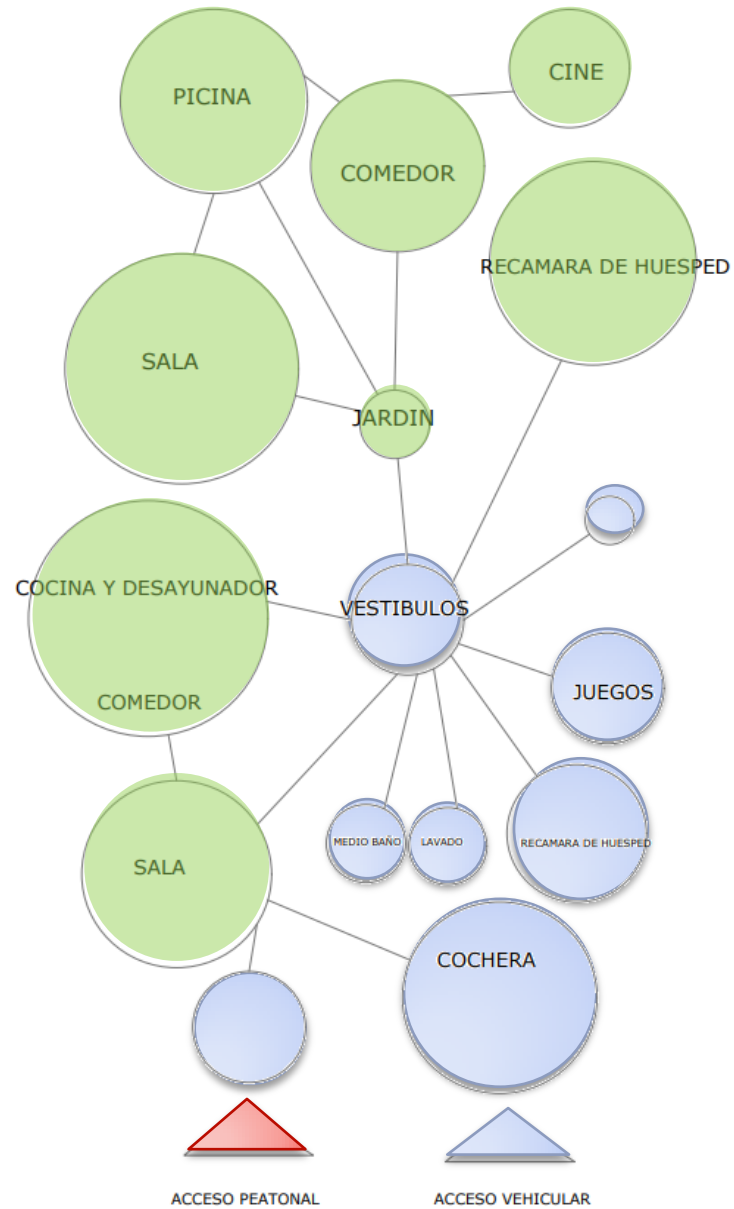 CINE
PICINA
COMEDOR
RECAMARA DE HUESPED
SALA
JARDIN
COCINA Y DESAYUNADOR
VESTIBULOS
JUEGOS
COMEDOR
MEDIO BAÑO
LAVADO
RECAMARA DE HUESPED
SALA
COCHERA
ACCESO PEATONAL
ACCESO VEHICULAR